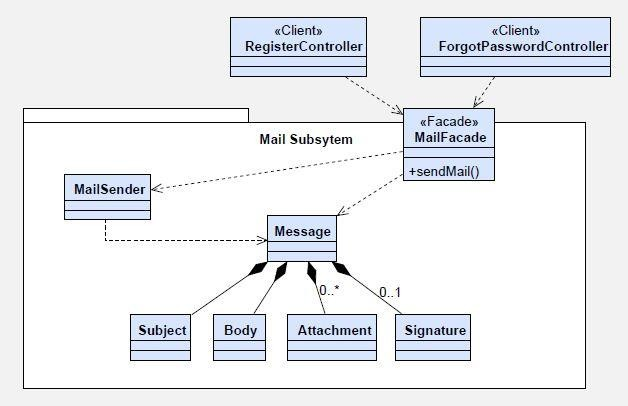 «Client»
RegisterController
«Client»
ForgotPasswordController
«Facade»
MailFacade
+sendMail()
Mail Subsytem
MailSender
Message
0..*
0..1
Subject
Body
Attachment
Signature